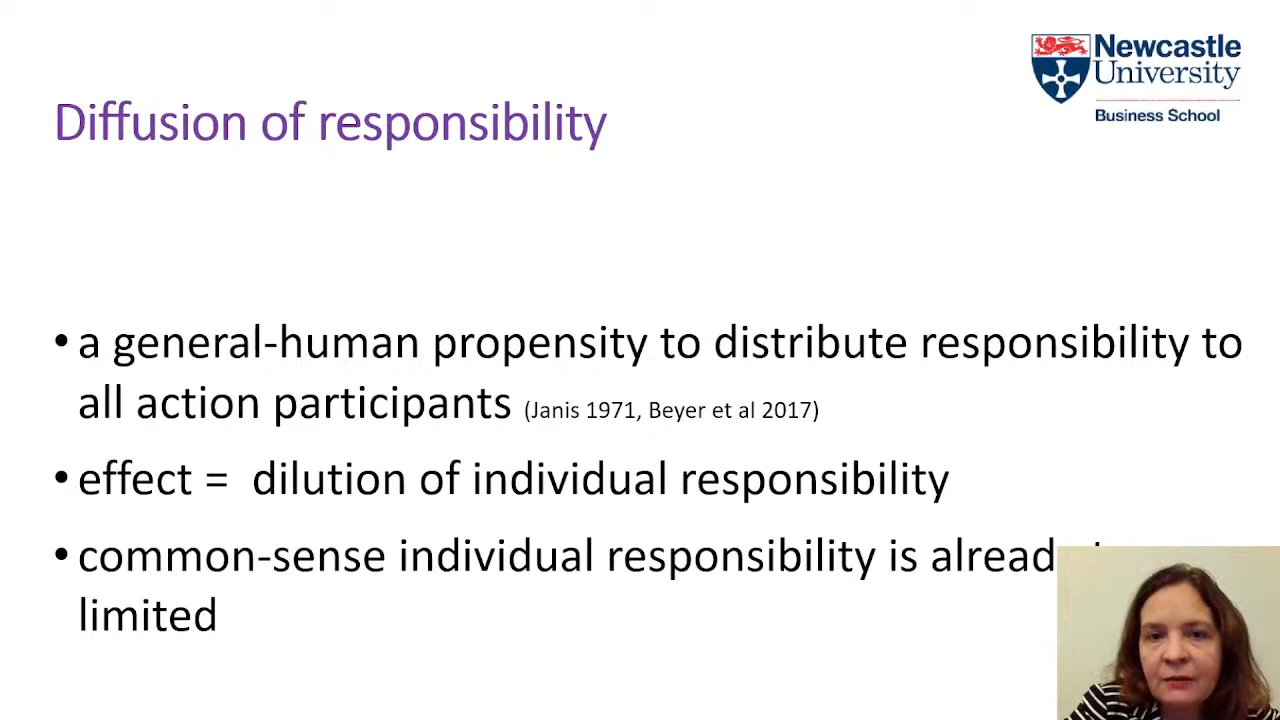 Newcastle
University
Business School
Diffusion of responsibility
• a general-human propensity to distribute responsibility to
all action participants (Janis 1971, Beyer et al 2017)
• effect = dilution of individual responsibility
• common-sense individual responsibility is
limited